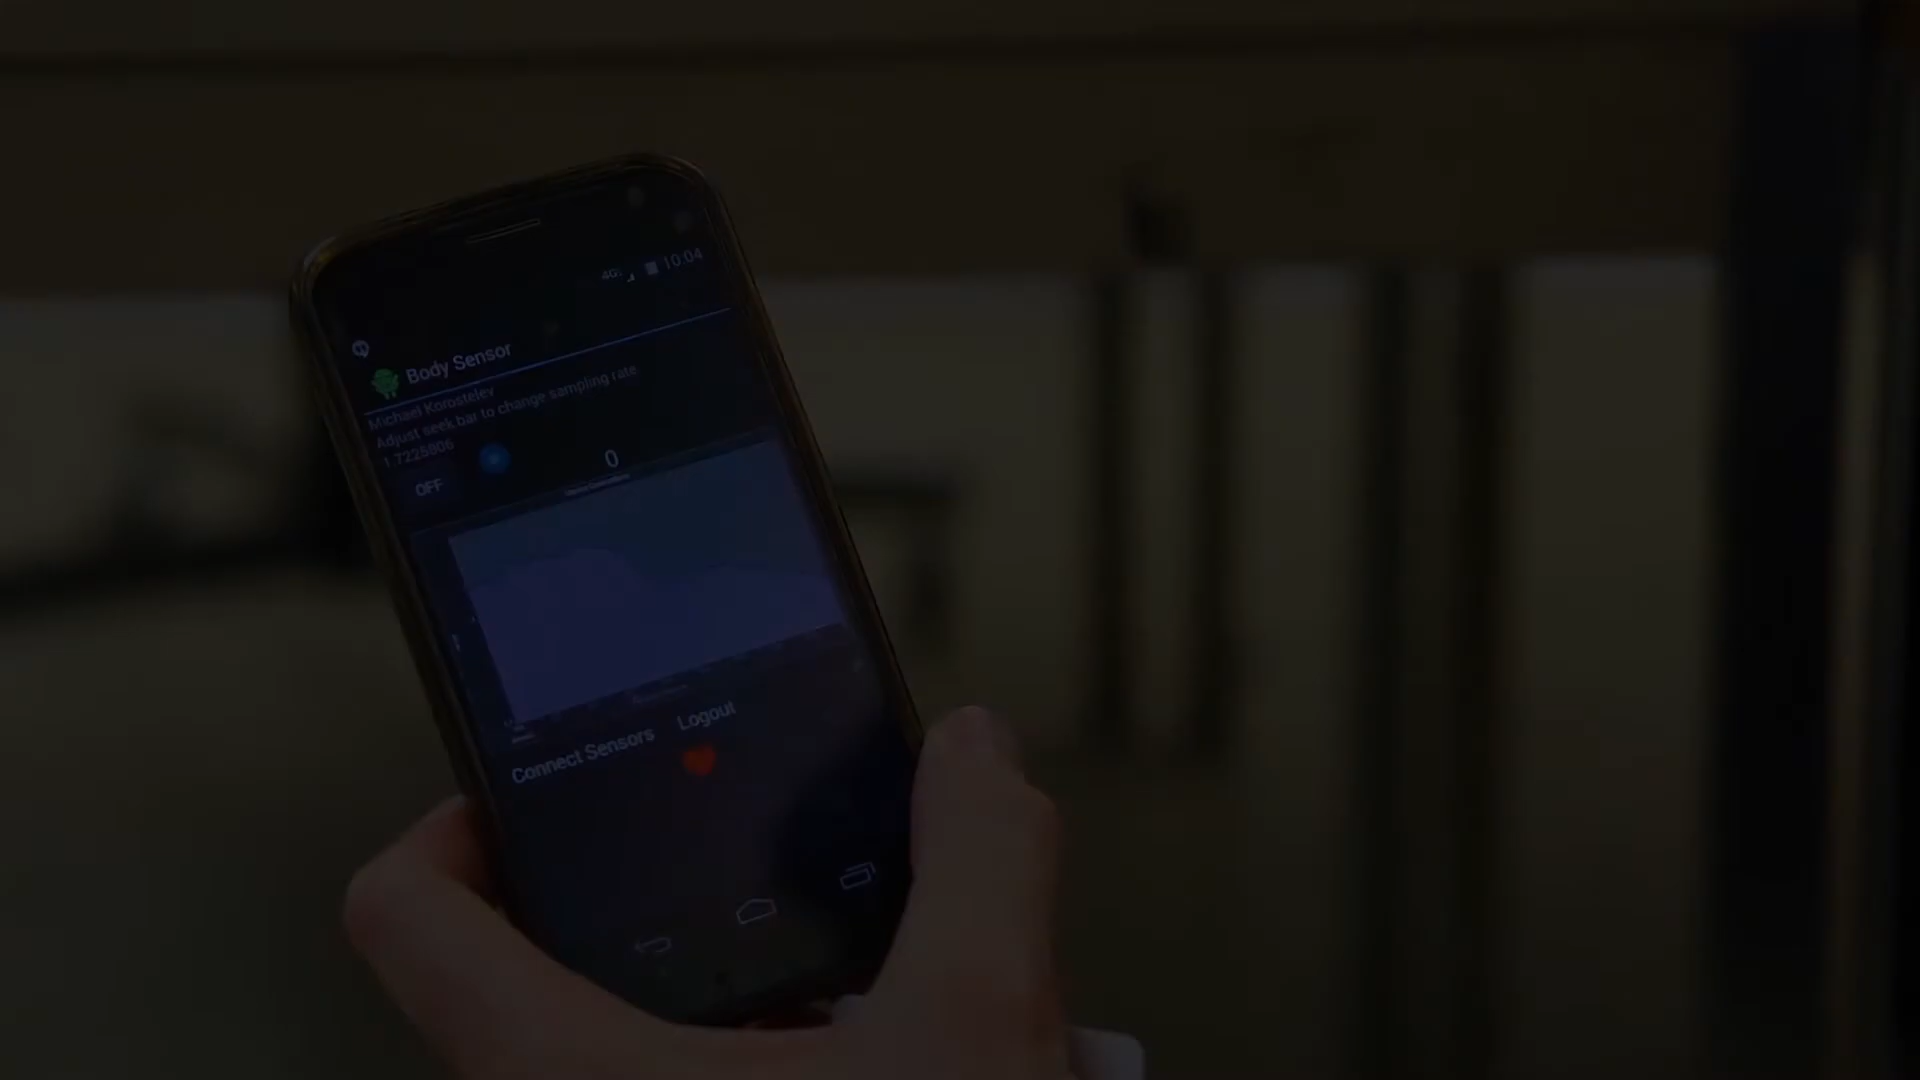 4G 10:04
Body Sensor
Michael Korostelev
Adjust seek bar to change sampling rate
1.7225806
OFF 0
Connect Sensors Logout